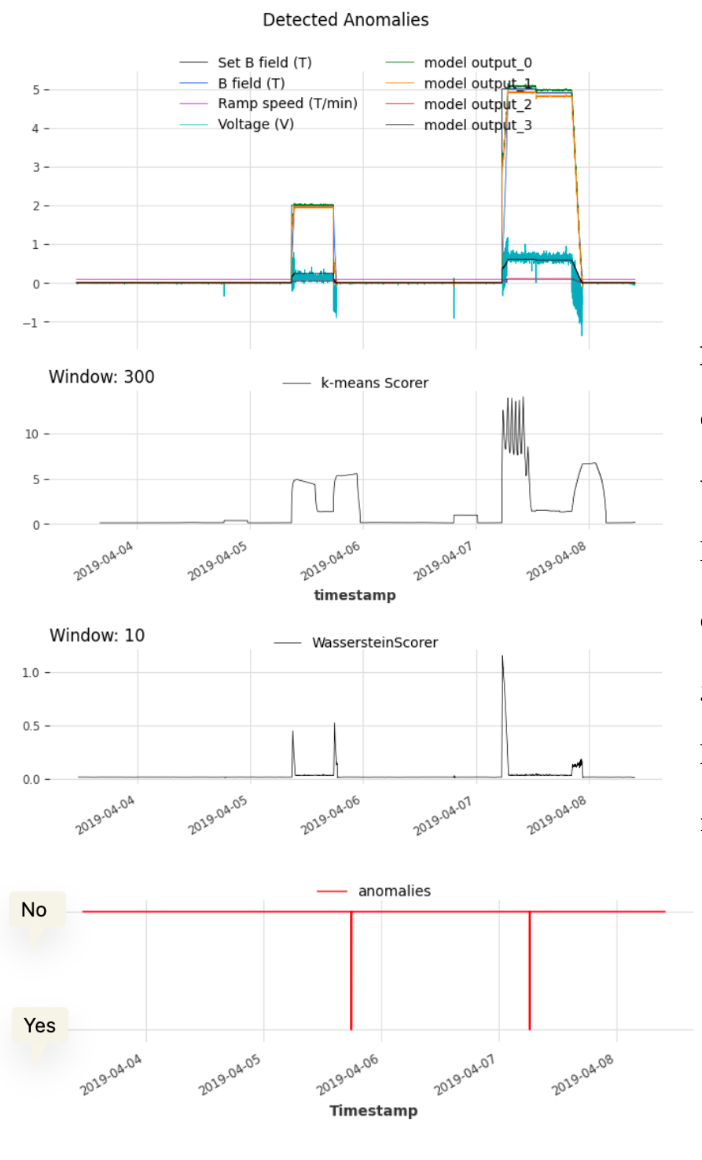 Detected Anomalies
Set B field (T) model output_0
B field (T) model output_1
Ramp speed (T/min) model output_2
Voltage (V) model output_3
5
4
3
2
1
0
−1
Window: 300
k-means Scorer
10
5
0
2019-04-04 2019-04-05 2019-04-06 2019-04-07 2019-04-08
timestamp
Window: 10
WassersteinScorer
1.0
0.5
0.0
2019-04-04 2019-04-05 2019-04-06 2019-04-07 2019-04-08
anomalies
No
Yes
2019-04-04 2019-04-05 2019-04-06 2019-04-07 2019-04-08
Timestamp